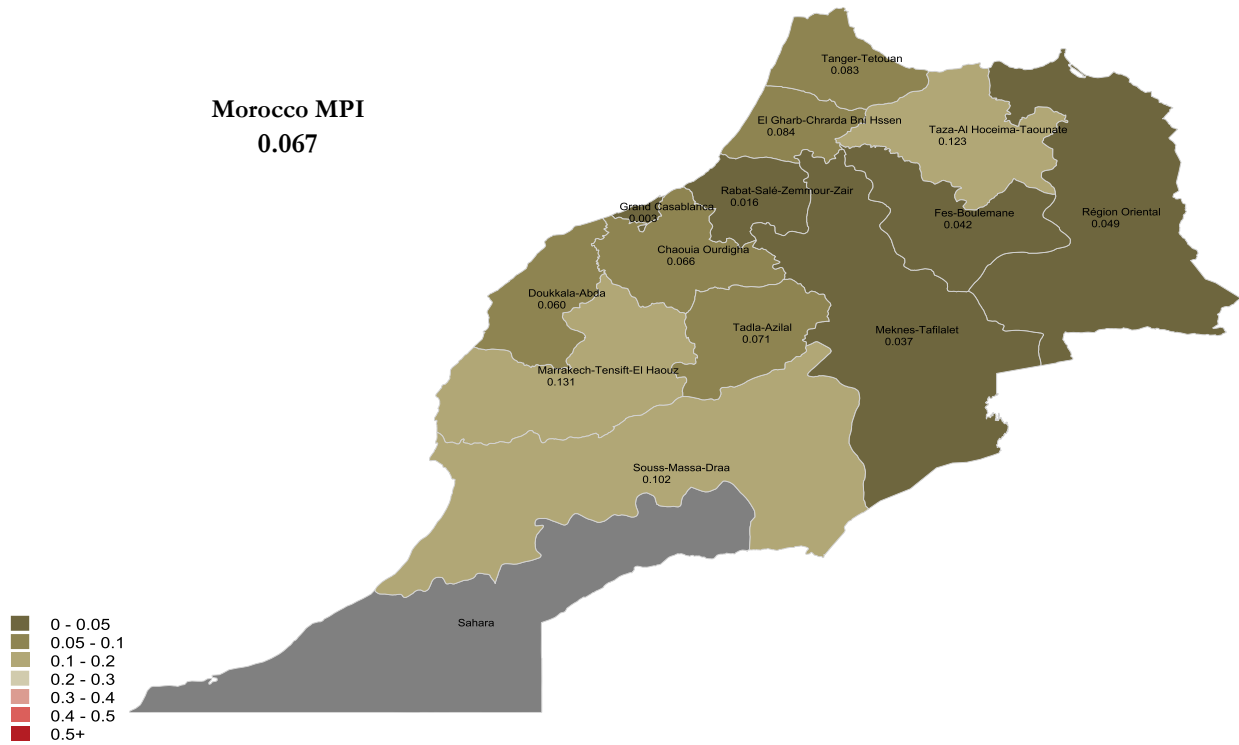 Tanger-Tetouan
0.083
Morocco MPI
0.067
El Gharb-Chrarda Bni Hssen
0.084
Taza-Al Hoceima-Taounate
0.123
Rabat-Salé-Zemmour-Zair
0.016
Grand Casablanca
0.003
Fes-Boulemane
0.042
Région Oriental
0.049
Chaouia Ourdigha
0.066
Doukkala-Abda
0.060
Tadla-Azilal
0.071
Meknes-Tafilalet
0.037
Marrakech-Tensift-El Haouz
0.131
Souss-Massa-Draa
0.102
Sahara
0 - 0.05
0.05 - 0.1
0.1 - 0.2
0.2 - 0.3
0.3 - 0.4
0.4 - 0.5
0.5+